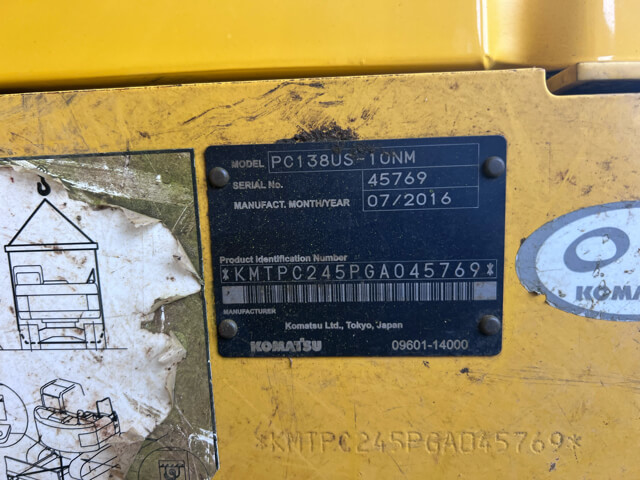 MODEL PC138US-10NM
SERIAL No. 45769
MANUFACT. MONTH/YEAR 07/2016
Product Identification Number
*KMTPC245PGA045769*
MANUFACTURER
Komatsu Ltd., Tokyo, Japan
KOMATSU 09601-14000
*KMTPC245PGA045769*